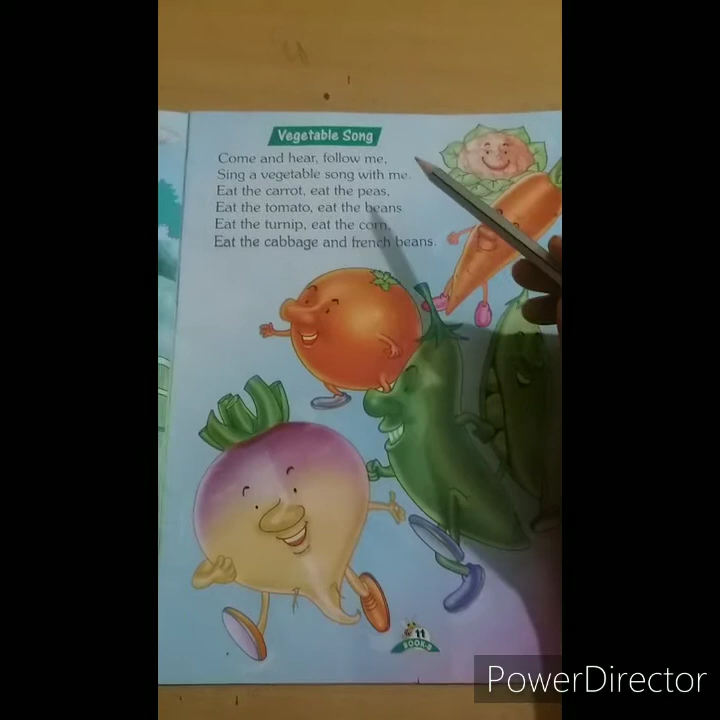 Vegetable Song
Come and hear, follow me,
Sing a vegetable song with me.
Eat the carrot, eat the peas,
Eat the tomato, eat the beans
Eat the turnip, eat the corn,
Eat the cabbage and french beans.
11
BOOK-B
PowerDirector